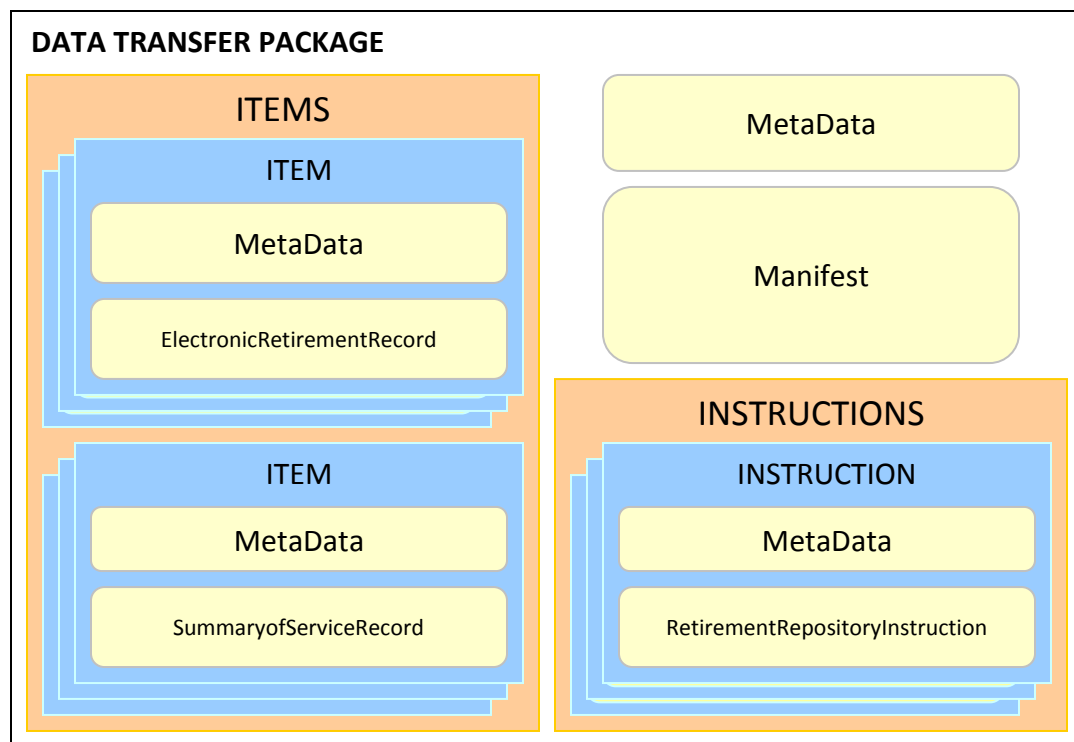 DATA TRANSFER PACKAGE
ITEMS
ITEM
MetaData
ElectronicRetirementRecord
ITEM
MetaData
SummaryofServiceRecord
MetaData
Manifest
INSTRUCTIONS
INSTRUCTION
MetaData
RetirementRepositoryInstruction